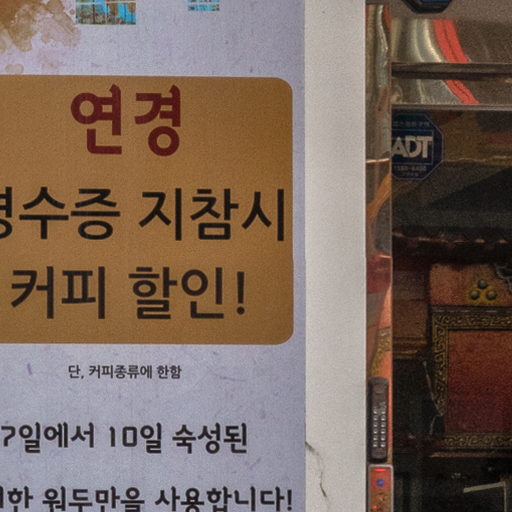 연경
영수증 지참시
커피 할인!
단, 커피종류에 한함
7일에서 10일 숙성된
원두만을 사용합니다!
ADT